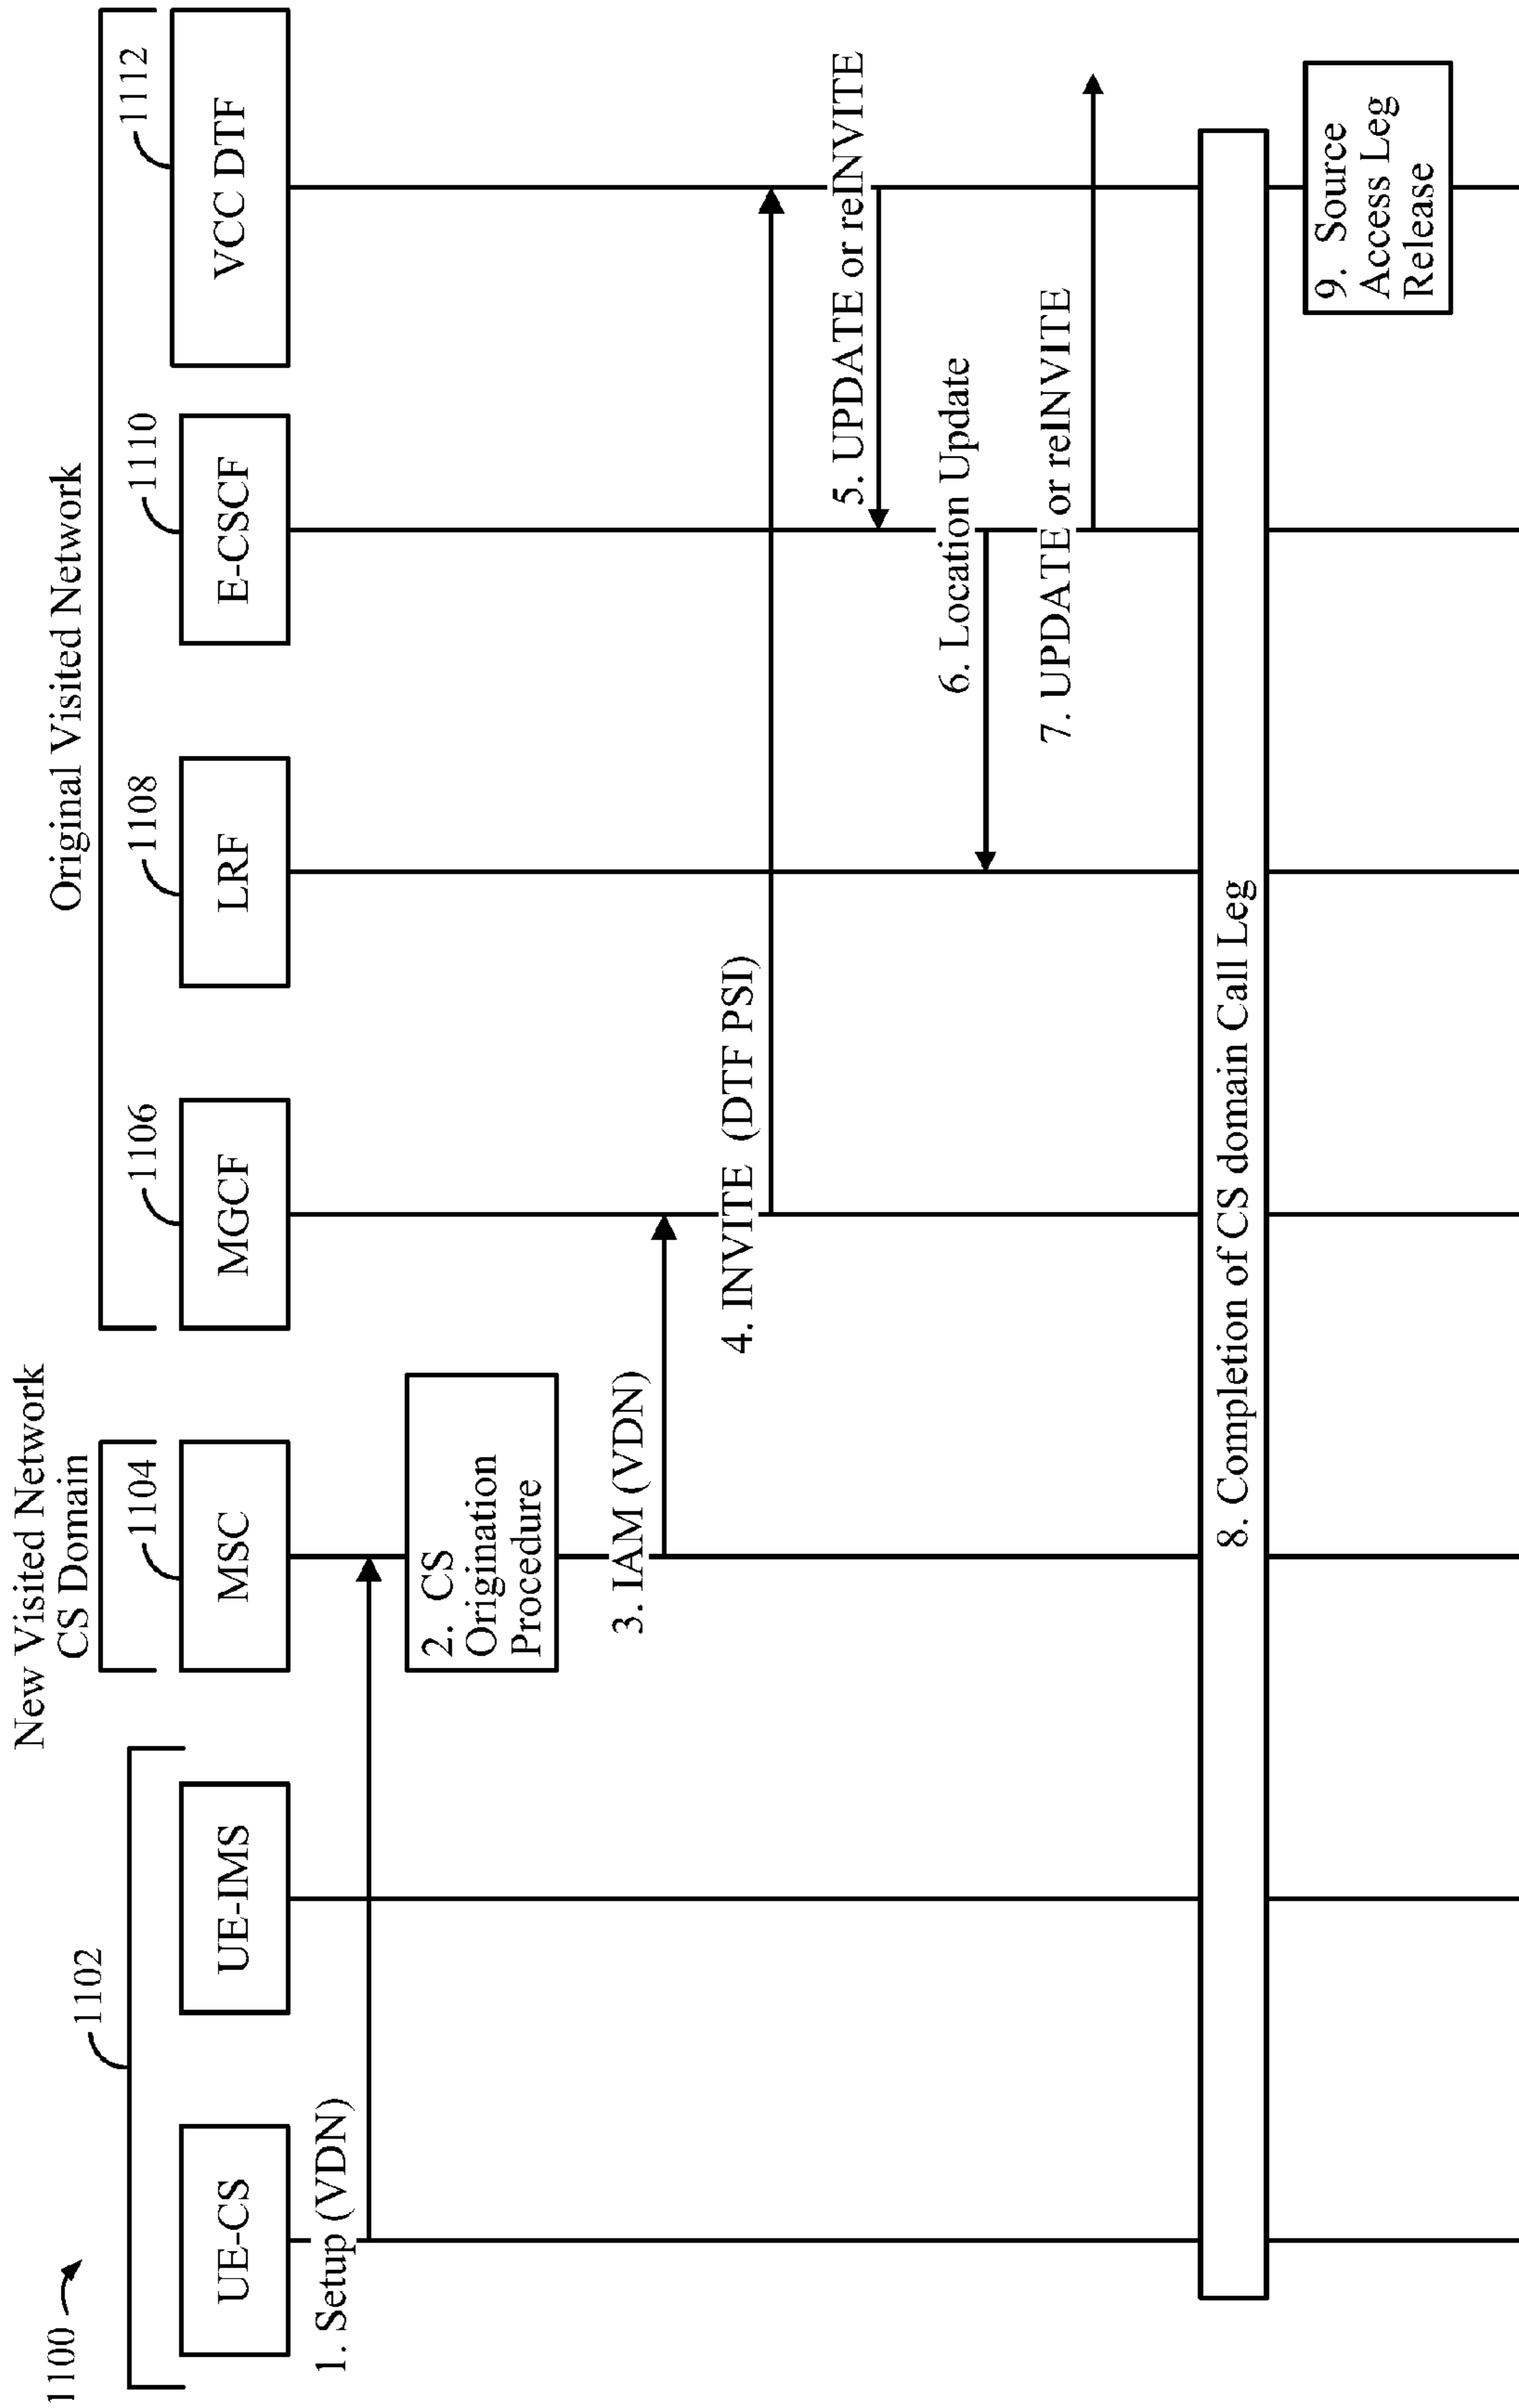 1100
1102
New Visited Network
CS Domain
Original Visited Network
1104
1106
1108
1110
1112
UE-CS
UE-IMS
MSC
MGCF
LRF
E-CSCF
VCC DTF
1. Setup (VDN)
2. CS
Origination
Procedure
3. IAM (VDN)
4. INVITE (DTF PSI)
5. UPDATE or reINVITE
6. Location Update
7. UPDATE or reINVITE
8. Completion of CS domain Call Leg
9. Source
Access Leg
Release